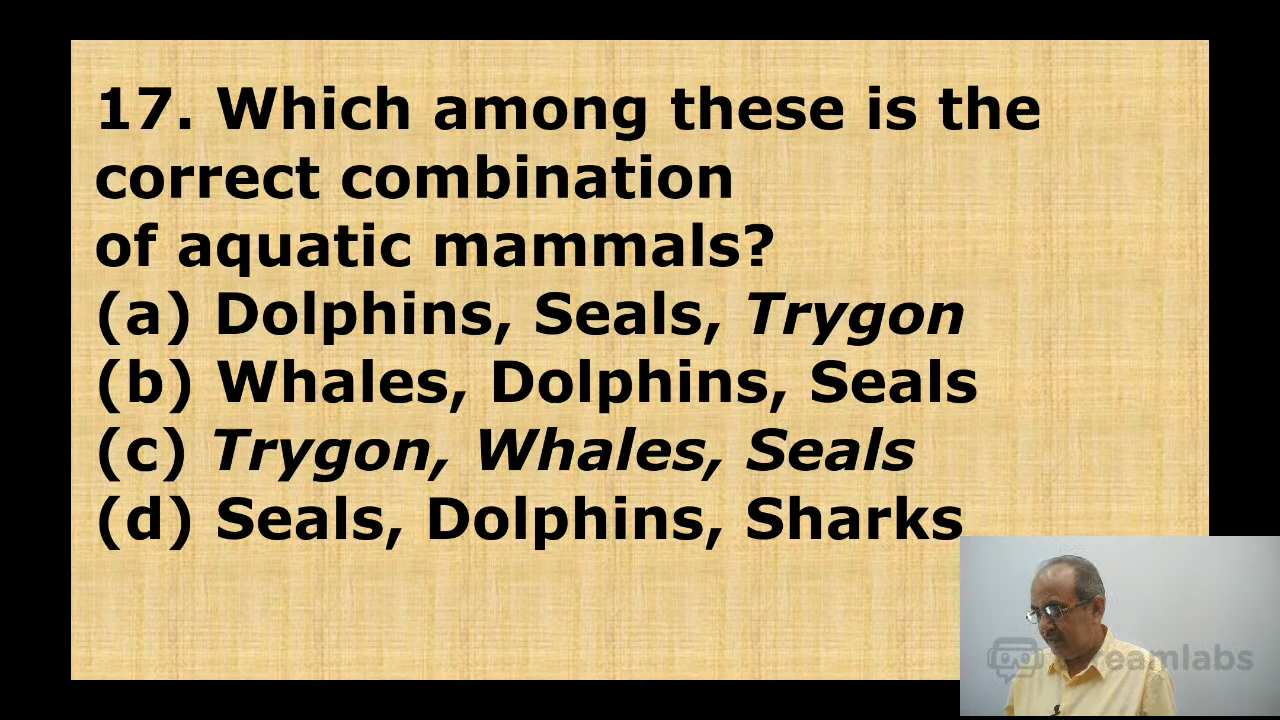 17. Which among these is the
correct combination
of aquatic mammals?
(a) Dolphins, Seals, Trygon
(b) Whales, Dolphins, Seals
(c) Trygon, Whales, Seals
(d) Seals, Dolphins, Sharks